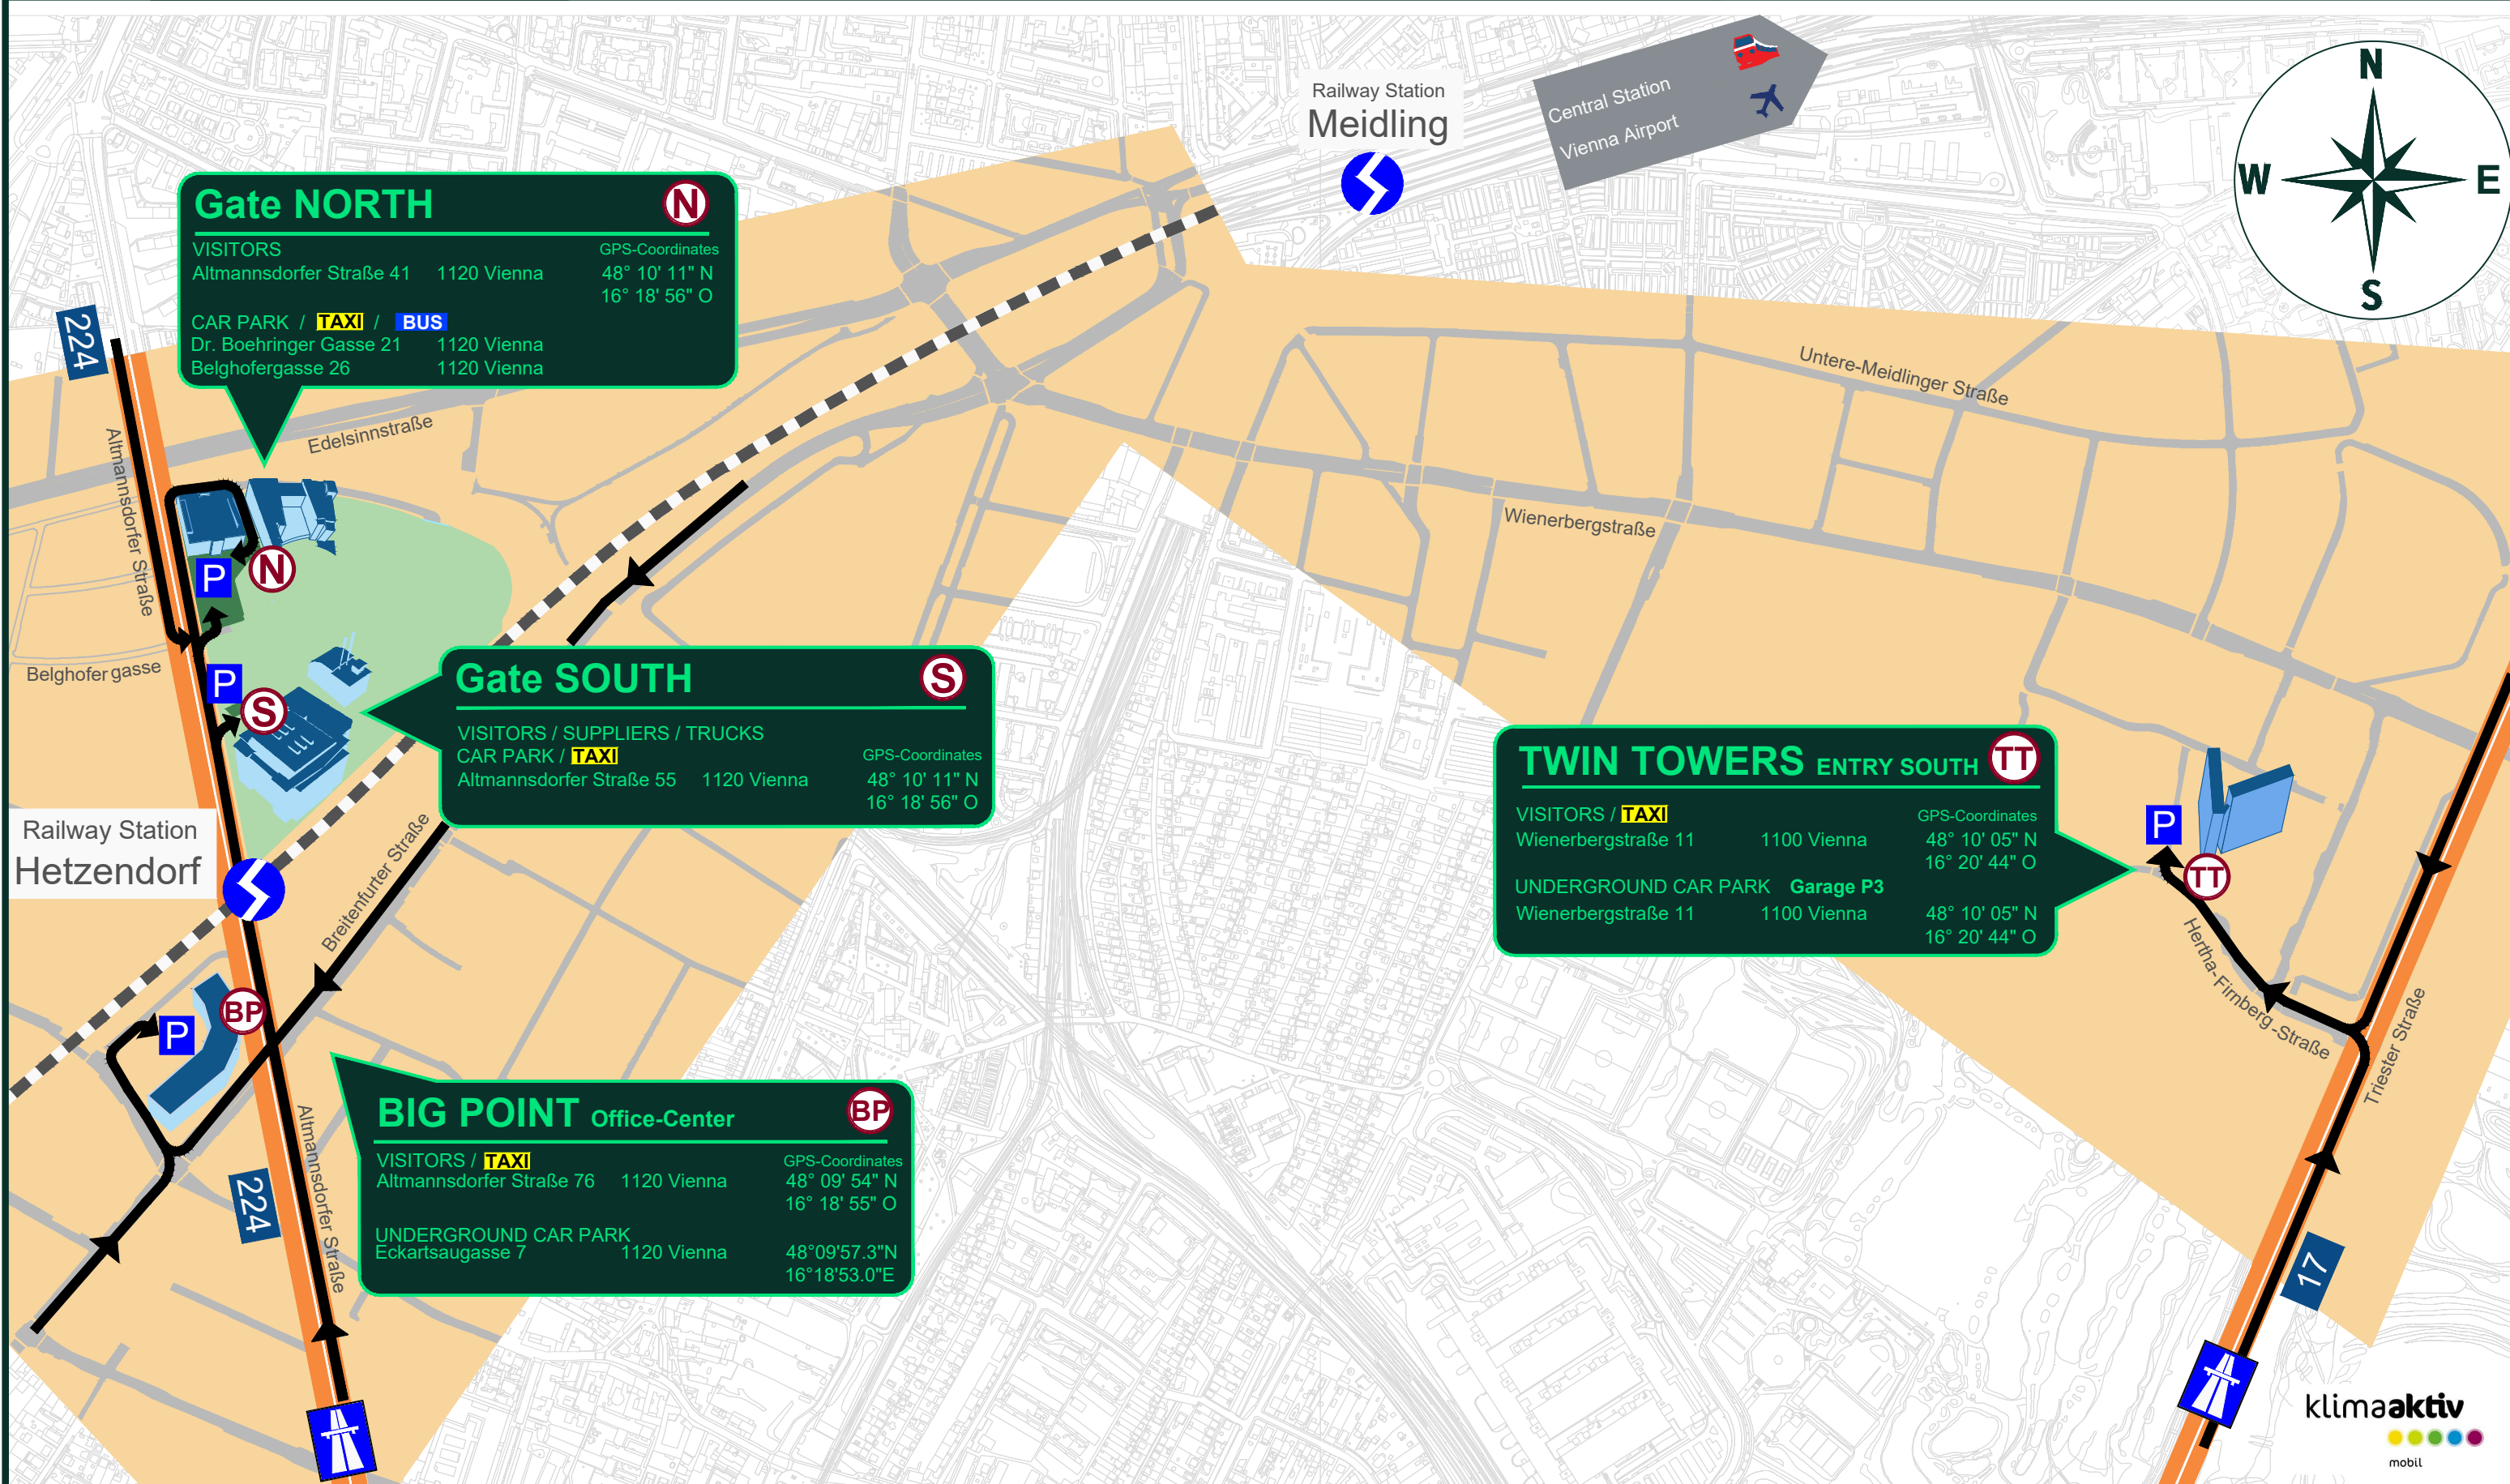 Railway Station
Meidling
Central Station
Vienna Airport
N
W
E
S
Gate NORTH
N
VISITORS
GPS-Coordinates
Altmannsdorfer Straße 41 1120 Vienna 48° 10' 11" N
16° 18' 56" O
CAR PARK / TAXI / BUS
Dr. Boehringer Gasse 21 1120 Vienna
Belghofergasse 26 1120 Vienna
224
Edelsinnstraße
Altmannsdorfer Straße
Untere-Meidlinger Straße
Wienerbergstraße
P
N
Belghofergasse
P
S
Gate SOUTH
S
VISITORS / SUPPLIERS / TRUCKS
CAR PARK / TAXI
GPS-Coordinates
Altmannsdorfer Straße 55 1120 Vienna 48° 10' 11" N
16° 18' 56" O
Railway Station
Hetzendorf
Breitenfurter Straße
TWIN TOWERS ENTRY SOUTH
TT
VISITORS / TAXI
GPS-Coordinates
Wienerbergstraße 11 1100 Vienna 48° 10' 05" N
16° 20' 44" O
UNDERGROUND CAR PARK Garage P3
Wienerbergstraße 11 1100 Vienna 48° 10' 05" N
16° 20' 44" O
P
TT
Hertha-Firnberg-Straße
Triester Straße
BP
P
BIG POINT Office-Center
BP
VISITORS / TAXI
GPS-Coordinates
Altmannsdorfer Straße 76 1120 Vienna 48° 09' 54" N
16° 18' 55" O
UNDERGROUND CAR PARK
Eckartsaugasse 7 1120 Vienna 48°09'57.3"N
16°18'53.0"E
224
Altmannsdorfer Straße
17
klimaaktiv
mobil